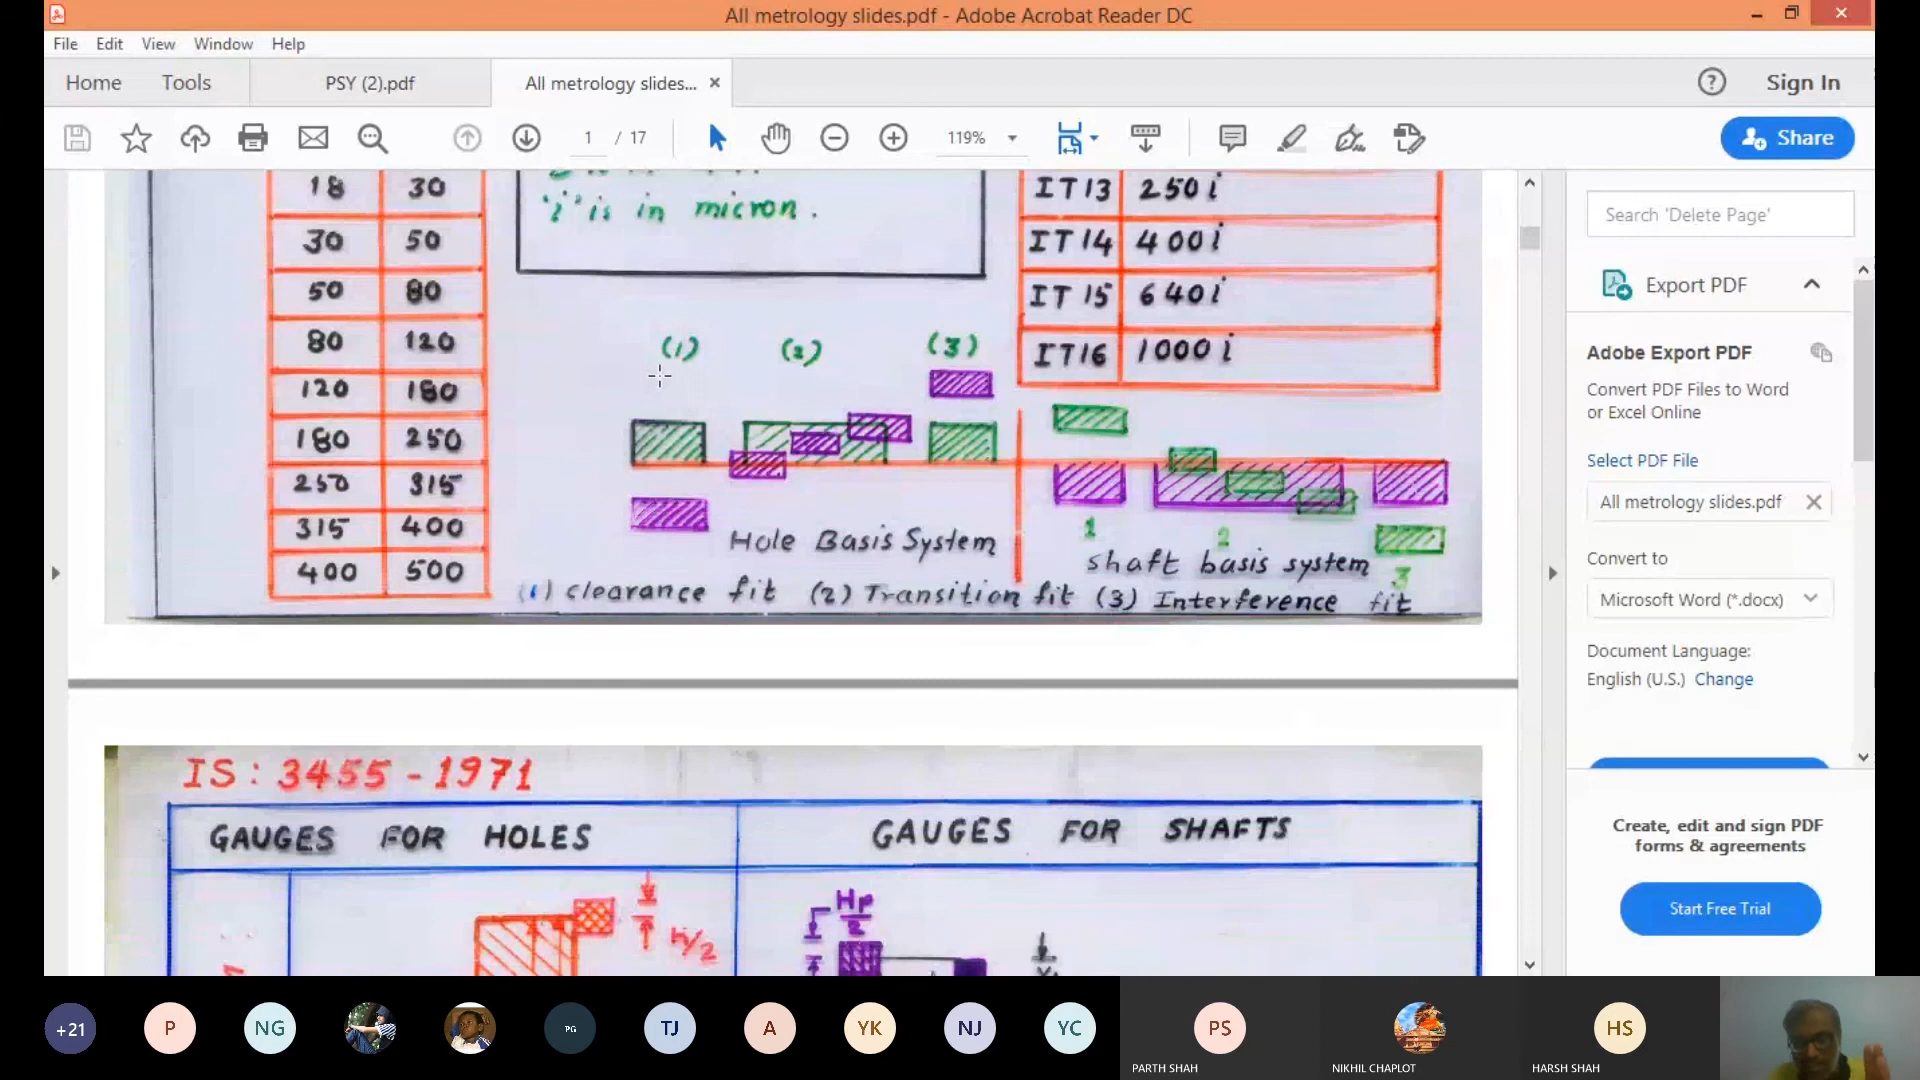 All metrology slides.pdf - Adobe Acrobat Reader DC
File Edit View Window Help
Home Tools PSY (2).pdf All metrology slides... × ? Sign In
1 / 17 119% Share
18 30
30 50
50 80
80 120
120 180
180 250
250 315
315 400
400 500
'i' is in micron.
IT13 250i
IT14 400i
IT15 640i
IT16 1000i
(1) (2) (3)
1 2 3
Hole Basis System
Shaft basis system
(1) Clearance fit (2) Transition fit (3) Interference fit
IS: 3455-1971
GAUGES FOR HOLES GAUGES FOR SHAFTS
H/2
Hp/2
Search 'Delete Page'
Export PDF
Adobe Export PDF
Convert PDF Files to Word
or Excel Online
Select PDF File
All metrology slides.pdf
Convert to
Microsoft Word (*.docx)
Document Language:
English (U.S.) Change
Create, edit and sign PDF
forms & agreements
Start Free Trial
+21 P NG PG TJ A YK NJ YC PS HS
PARTH SHAH NIKHIL CHAPLOT HARSH SHAH